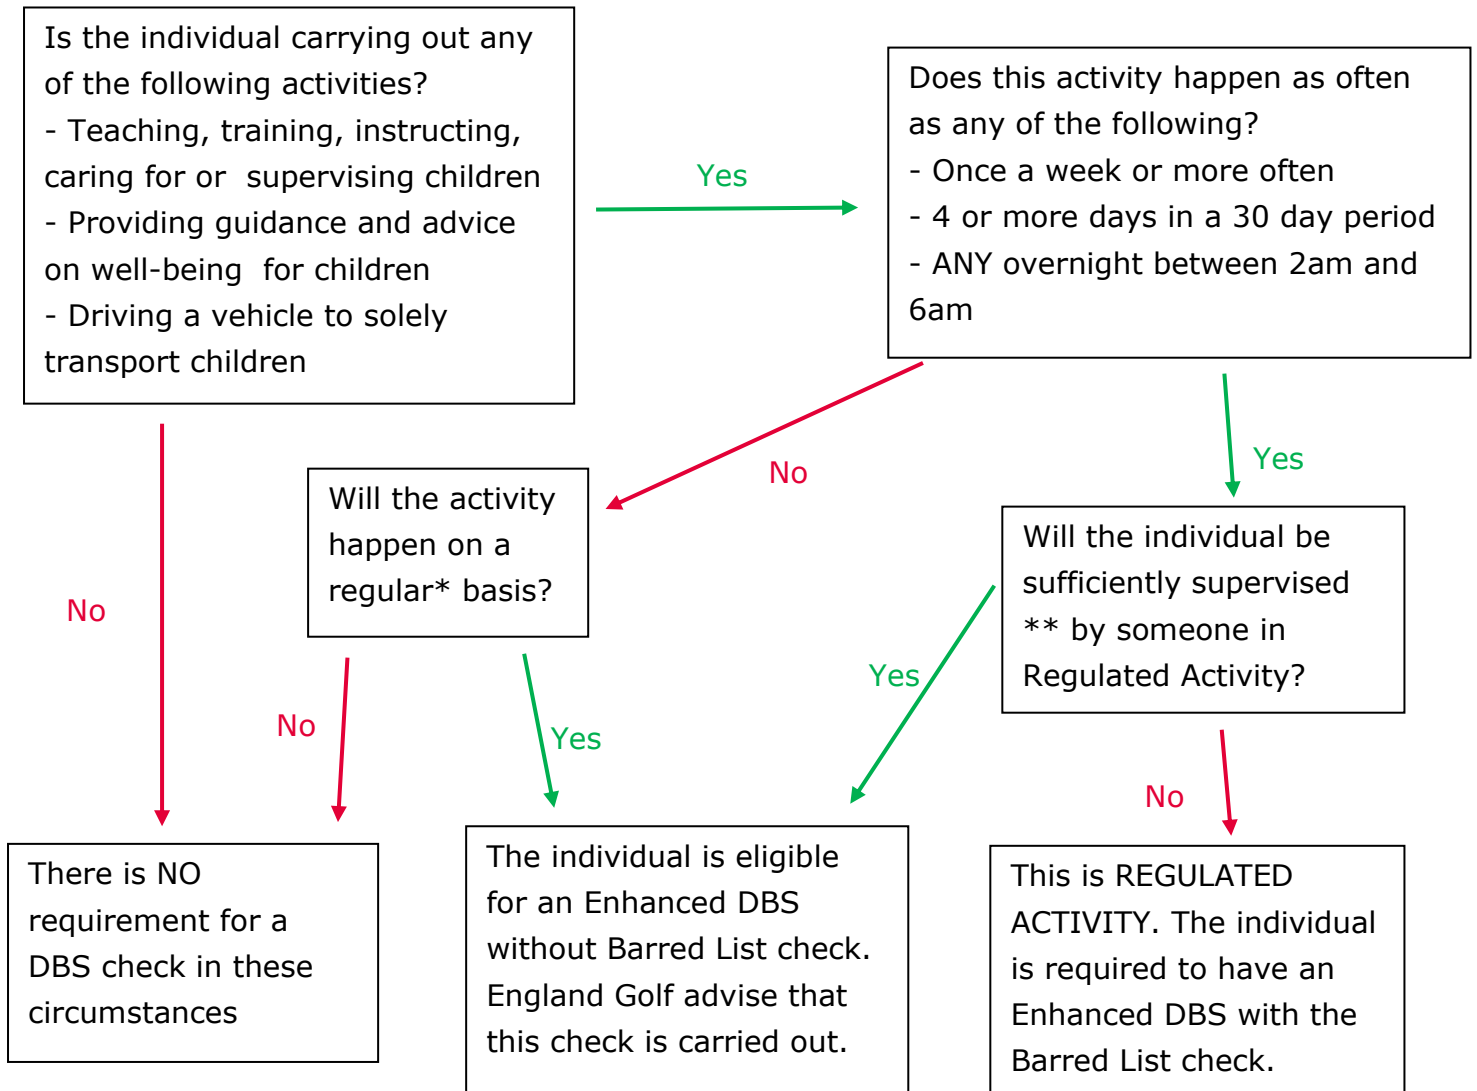 Is the individual carrying out any
of the following activities?
- Teaching, training, instructing,
caring for or  supervising children
- Providing guidance and advice
on well-being  for children
- Driving a vehicle to solely
transport children
Yes
Does this activity happen as often
as any of the following?
- Once a week or more often
- 4 or more days in a 30 day period
- ANY overnight between 2am and
6am
No
Yes
Will the activity
happen on a
regular* basis?
Will the individual be
sufficiently supervised
** by someone in
Regulated Activity?
No
No
Yes
Yes
No
There is NO
requirement for a
DBS check in these
circumstances
The individual is eligible
for an Enhanced DBS
without Barred List check.
England Golf advise that
this check is carried out.
This is REGULATED
ACTIVITY. The individual
is required to have an
Enhanced DBS with the
Barred List check.